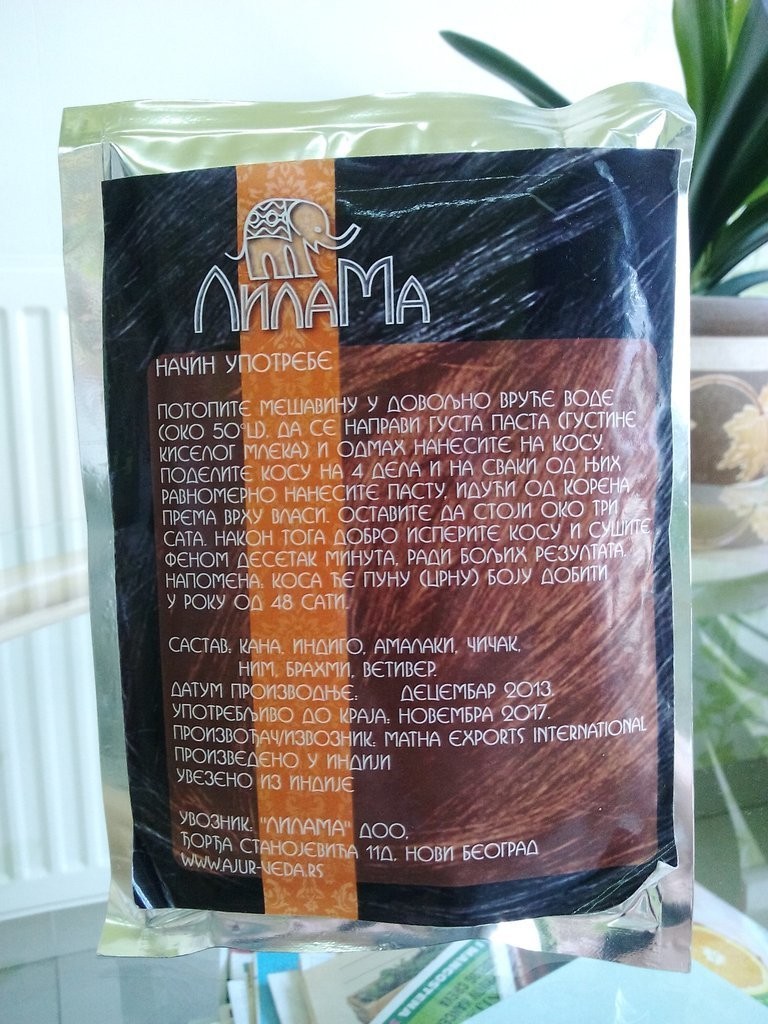 ЛилаМа
НАЧИН УПОТРЕБЕ
ПОТОПИТЕ МЕШАВИНУ У ДОВОЉНО ВРУЋЕ ВОДЕ
(ОКО 50°Ц), ДА СЕ НАПРАВИ ГУСТА ПАСТА (ГУСТИНЕ
КИСЕЛОГ МЛЕКА) И ОДМАХ НАНЕСИТЕ НА КОСУ.
ПОДЕЛИТЕ КОСУ НА 4 ДЕЛА И НА СВАКИ ОД ЊИХ
РАВНОМЕРНО НАНЕСИТЕ ПАСТУ, ИДУЋИ ОД КОРЕНА
ПРЕМА ВРХУ ВЛАСИ. ОСТАВИТЕ ДА СТОЈИ ОКО ТРИ
САТА. НАКОН ТОГА ДОБРО ИСПЕРИТЕ КОСУ И СУШИТЕ
ФЕНОМ ДЕСЕТАК МИНУТА, РАДИ БОЉИХ РЕЗУЛТАТА.
НАПОМЕНА: КОСА ЋЕ ПУНУ (ЦРНУ) БОЈУ ДОБИТИ
У РОКУ ОД 48 САТИ.
САСТАВ: КАНА, ИНДИГО, АМАЛАКИ, ЧИЧАК,
НИМ, БРАХМИ, ВЕТИВЕР.
ДАТУМ ПРОИЗВОДЊЕ: ДЕЦЕМБАР 2013.
УПОТРЕБЉИВО ДО КРАЈА: НОВЕМБРА 2017.
ПРОИЗВОЂАЧ/ИЗВОЗНИК: MATHA EXPORTS INTERNATIONAL
ПРОИЗВЕДЕНО У ИНДИЈИ
УВЕЗЕНО ИЗ ИНДИЈЕ
УВОЗНИК: "ЛИЛАМА" ДОО,
ЂОРЂА СТАНОЈЕВИЋА 11Д, НОВИ БЕОГРАД
WWW.AJUR-VEDA.RS